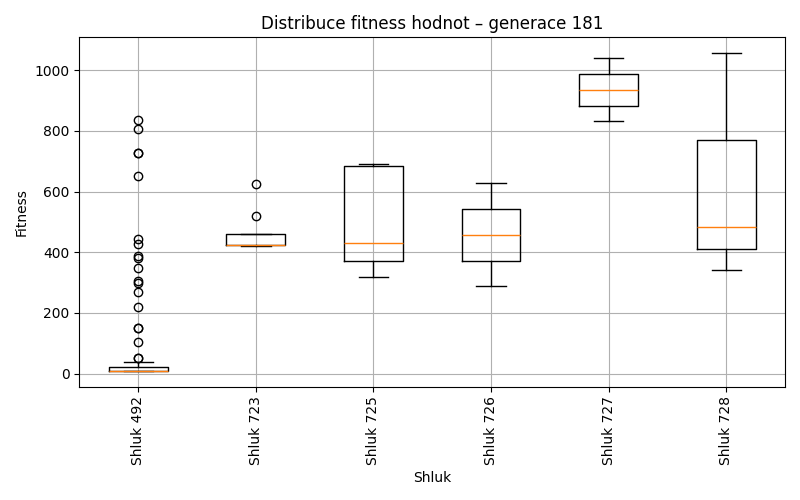 Distribuce fitness hodnot – generace 181
Fitness
1000
800
600
400
200
0
Shluk 492
Shluk 723
Shluk 725
Shluk 726
Shluk 727
Shluk 728
Shluk